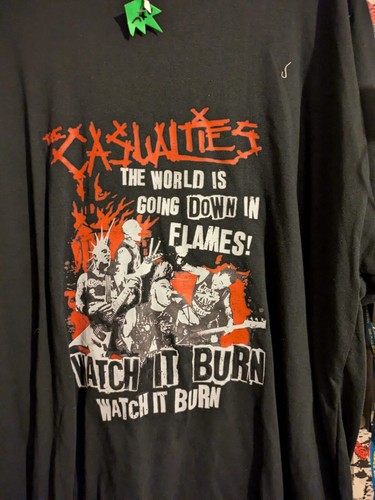 THE
CASUALTIES
THE WORLD IS
GOING DOWN IN
FLAMES!
WATCH IT BURN
WATCH IT BURN